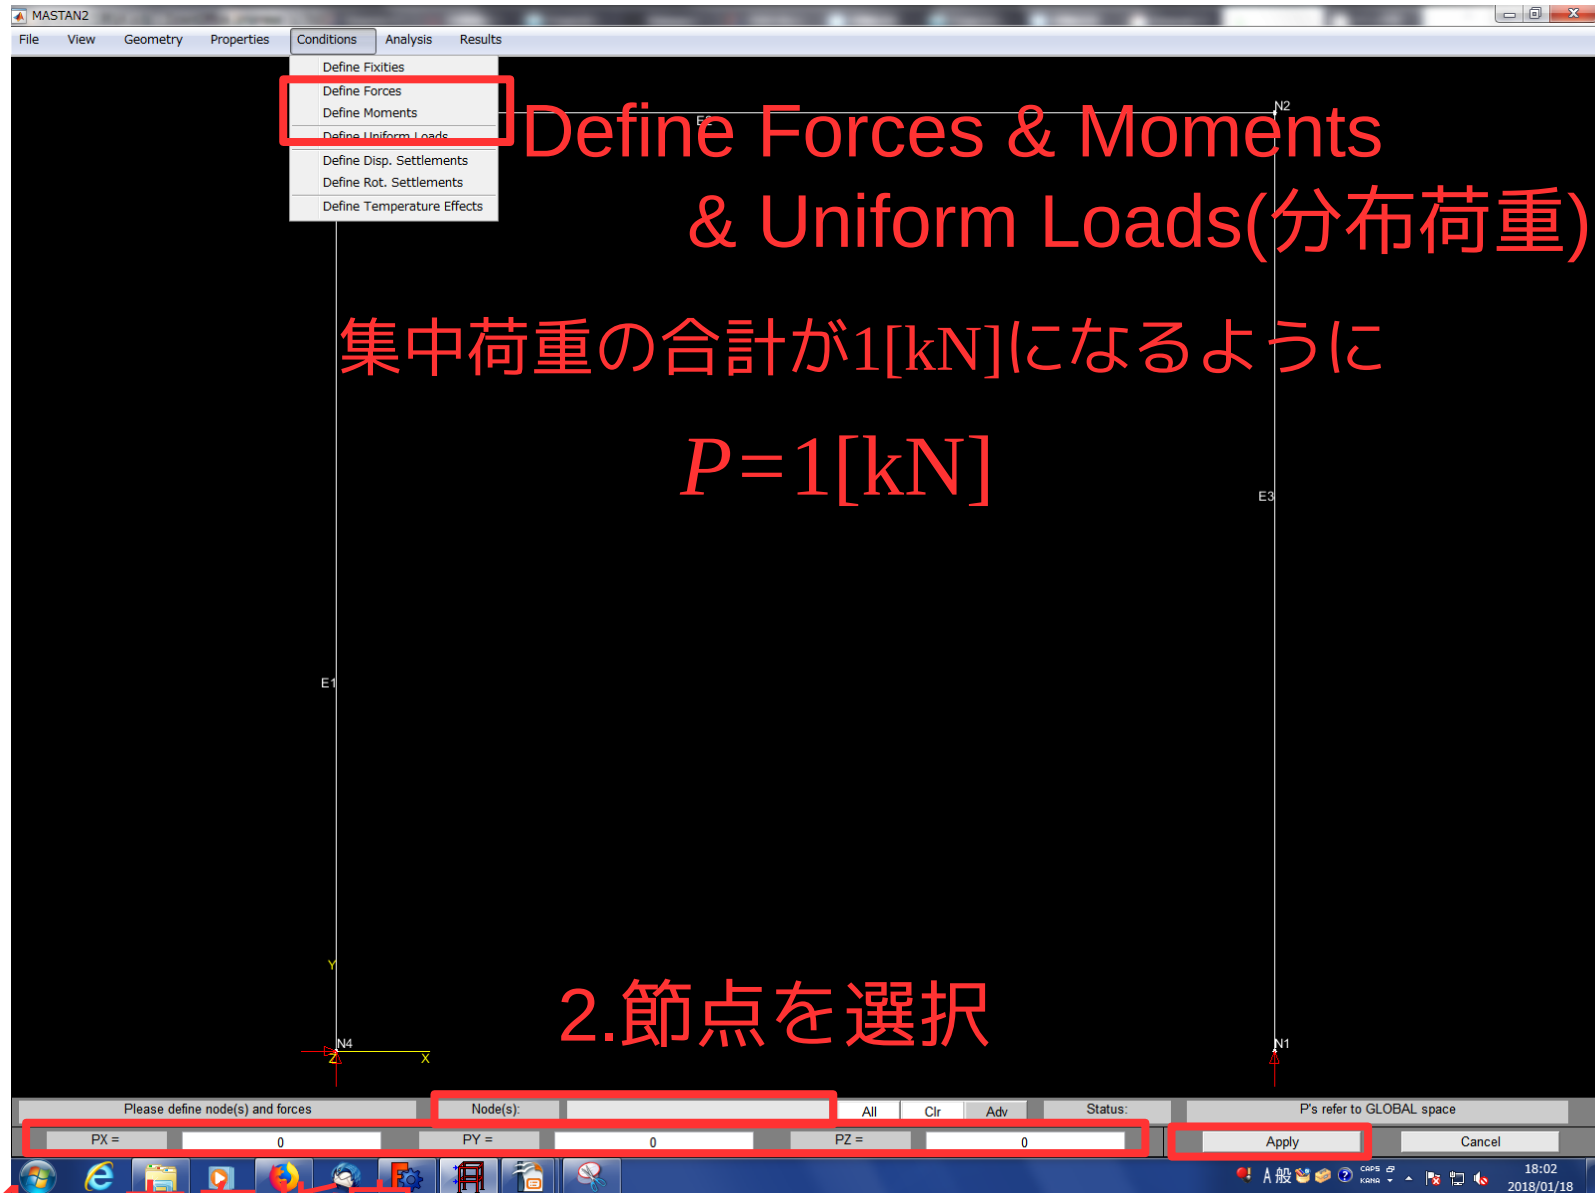 MASTAN2
File View Geometry Properties Conditions Analysis Results
Define Fixities
Define Forces
Define Moments
Define Uniform Loads
Define Disp. Settlements
Define Rot. Settlements
Define Temperature Effects
Define Forces & Moments
& Uniform Loads(分布荷重)
集中荷重の合計が1[kN]になるように
P=1[kN]
E2
N2
E3
E1
Y
2.節点を選択
N4
Z
X
N1
Please define node(s) and forces Node(s): All Clr Adv Status: P's refer to GLOBAL space
PX = 0 PY = 0 PZ = 0 Apply Cancel
A 般 CAPS KANA 18:02
2018/01/18